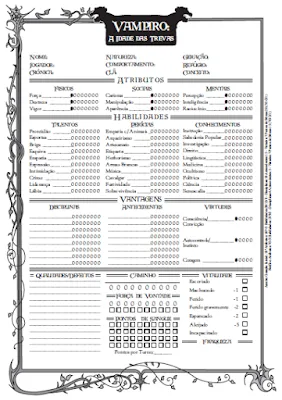 VAMPIRO:
A IDADE DAS TREVAS
NOME: NATUREZA: GERAÇÃO:
JOGADOR: COMPORTAMENTO: REFÚGIO:
CRÔNICA: CLÃ: CONCEITO:
ATRIBUTOS
FÍSICOS SOCIAIS MENTAIS
Força Carisma Percepção
Destreza Manipulação Inteligência
Vigor Aparência Raciocínio
HABILIDADES
TALENTOS PERÍCIAS CONHECIMENTOS
Prontidão Empatia c/ Animais Instrução
Esportes Arquearia Sabedoria Popular
Briga Artesanato Investigação
Esquiva Etiqueta Direito
Empatia Herbalismo Lingüística
Expressão Armas Brancas Medicina
Intimidação Música Ocultismo
Crime Cavalgar Política
Liderança Furtividade Ciência
Lábia Sobrevivência Senescalia
VANTAGENS
DISCIPLINAS ANTECEDENTES VIRTUDES
Consciência/
Convicção
Autocontrole/
Instinto
Coragem
QUALIDADES/DEFEITOS CAMINHO VITALIDADE
Escoriado
Machucado -1
FORÇA DE VONTADE
Ferido -1
Ferido gravemente -2
Espancado -2
PONTOS DE SANGUE
Aleijado -5
Incapacitado
FRAQUEZA
Pontos por Turno: